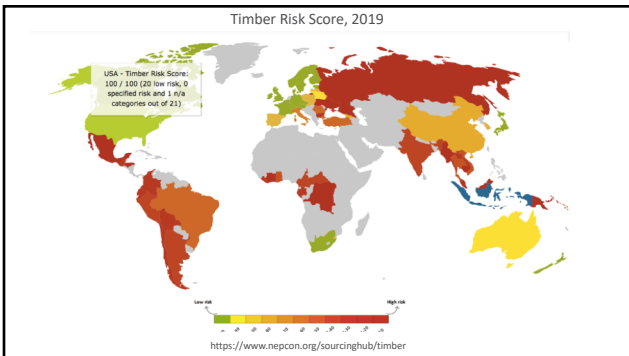 Timber Risk Score, 2019
USA - Timber Risk Score:
100 / 100 (20 low risk, 0
specified risk and 1 n/a
categories out of 21)
Low risk
High risk
https://www.nepcon.org/sourcinghub/timber